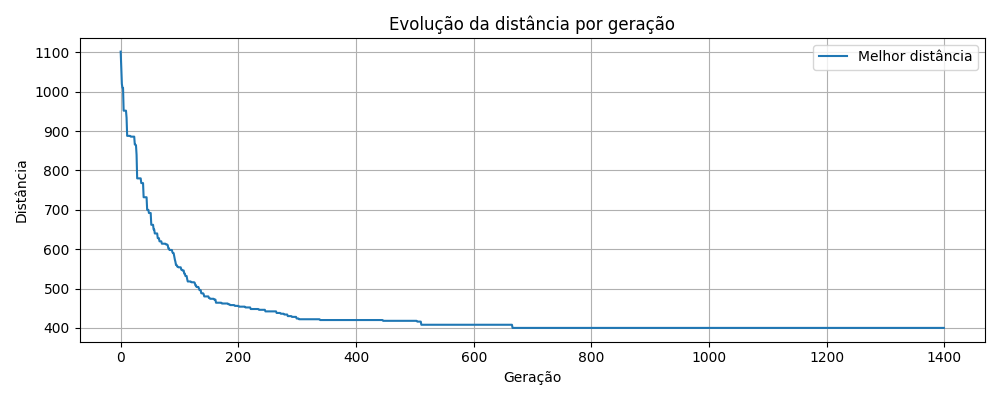 Evolução da distância por geração
Melhor distância
Distância
1100
1000
900
800
700
600
500
400
0 200 400 600 800 1000 1200 1400
Geração